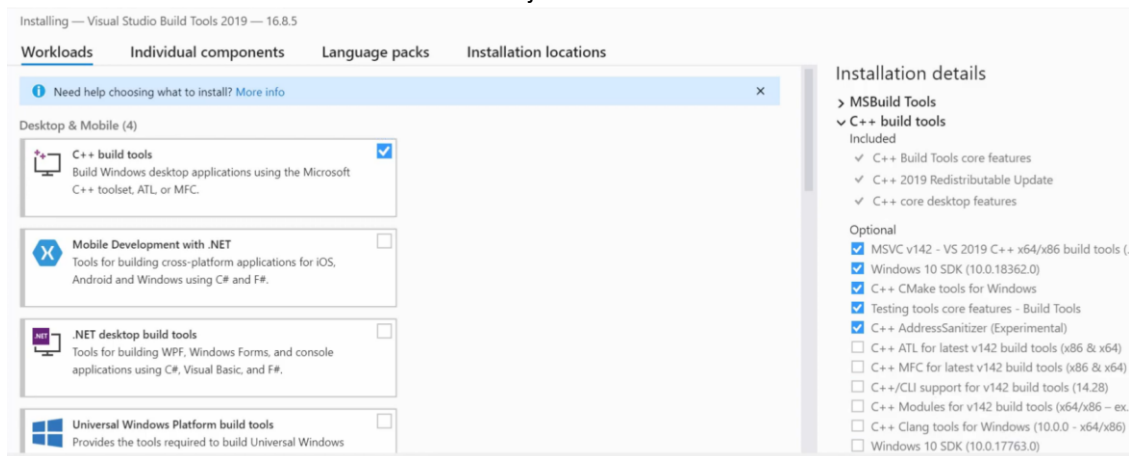 Installing — Visual Studio Build Tools 2019 — 16.8.5
Workloads Individual components Language packs Installation locations
Need help choosing what to install? More info
Desktop & Mobile (4)
C++ build tools
Build Windows desktop applications using the Microsoft
C++ toolset, ATL, or MFC.
Mobile Development with .NET
Tools for building cross-platform applications for iOS,
Android and Windows using C# and F#.
.NET
.NET desktop build tools
Tools for building WPF, Windows Forms, and console
applications using C#, Visual Basic, and F#.
Universal Windows Platform build tools
Provides the tools required to build Universal Windows
Installation details
MSBuild Tools
C++ build tools
Included
C++ Build Tools core features
C++ 2019 Redistributable Update
C++ core desktop features
Optional
MSVC v142 - VS 2019 C++ x64/x86 build tools (.
Windows 10 SDK (10.0.18362.0)
C++ CMake tools for Windows
Testing tools core features - Build Tools
C++ AddressSanitizer (Experimental)
C++ ATL for latest v142 build tools (x86 & x64)
C++ MFC for latest v142 build tools (x86 & x64)
C++/CLI support for v142 build tools (14.28)
C++ Modules for v142 build tools (x64/x86 – ex.
C++ Clang tools for Windows (10.0.0 - x64/x86)
Windows 10 SDK (10.0.17763.0)